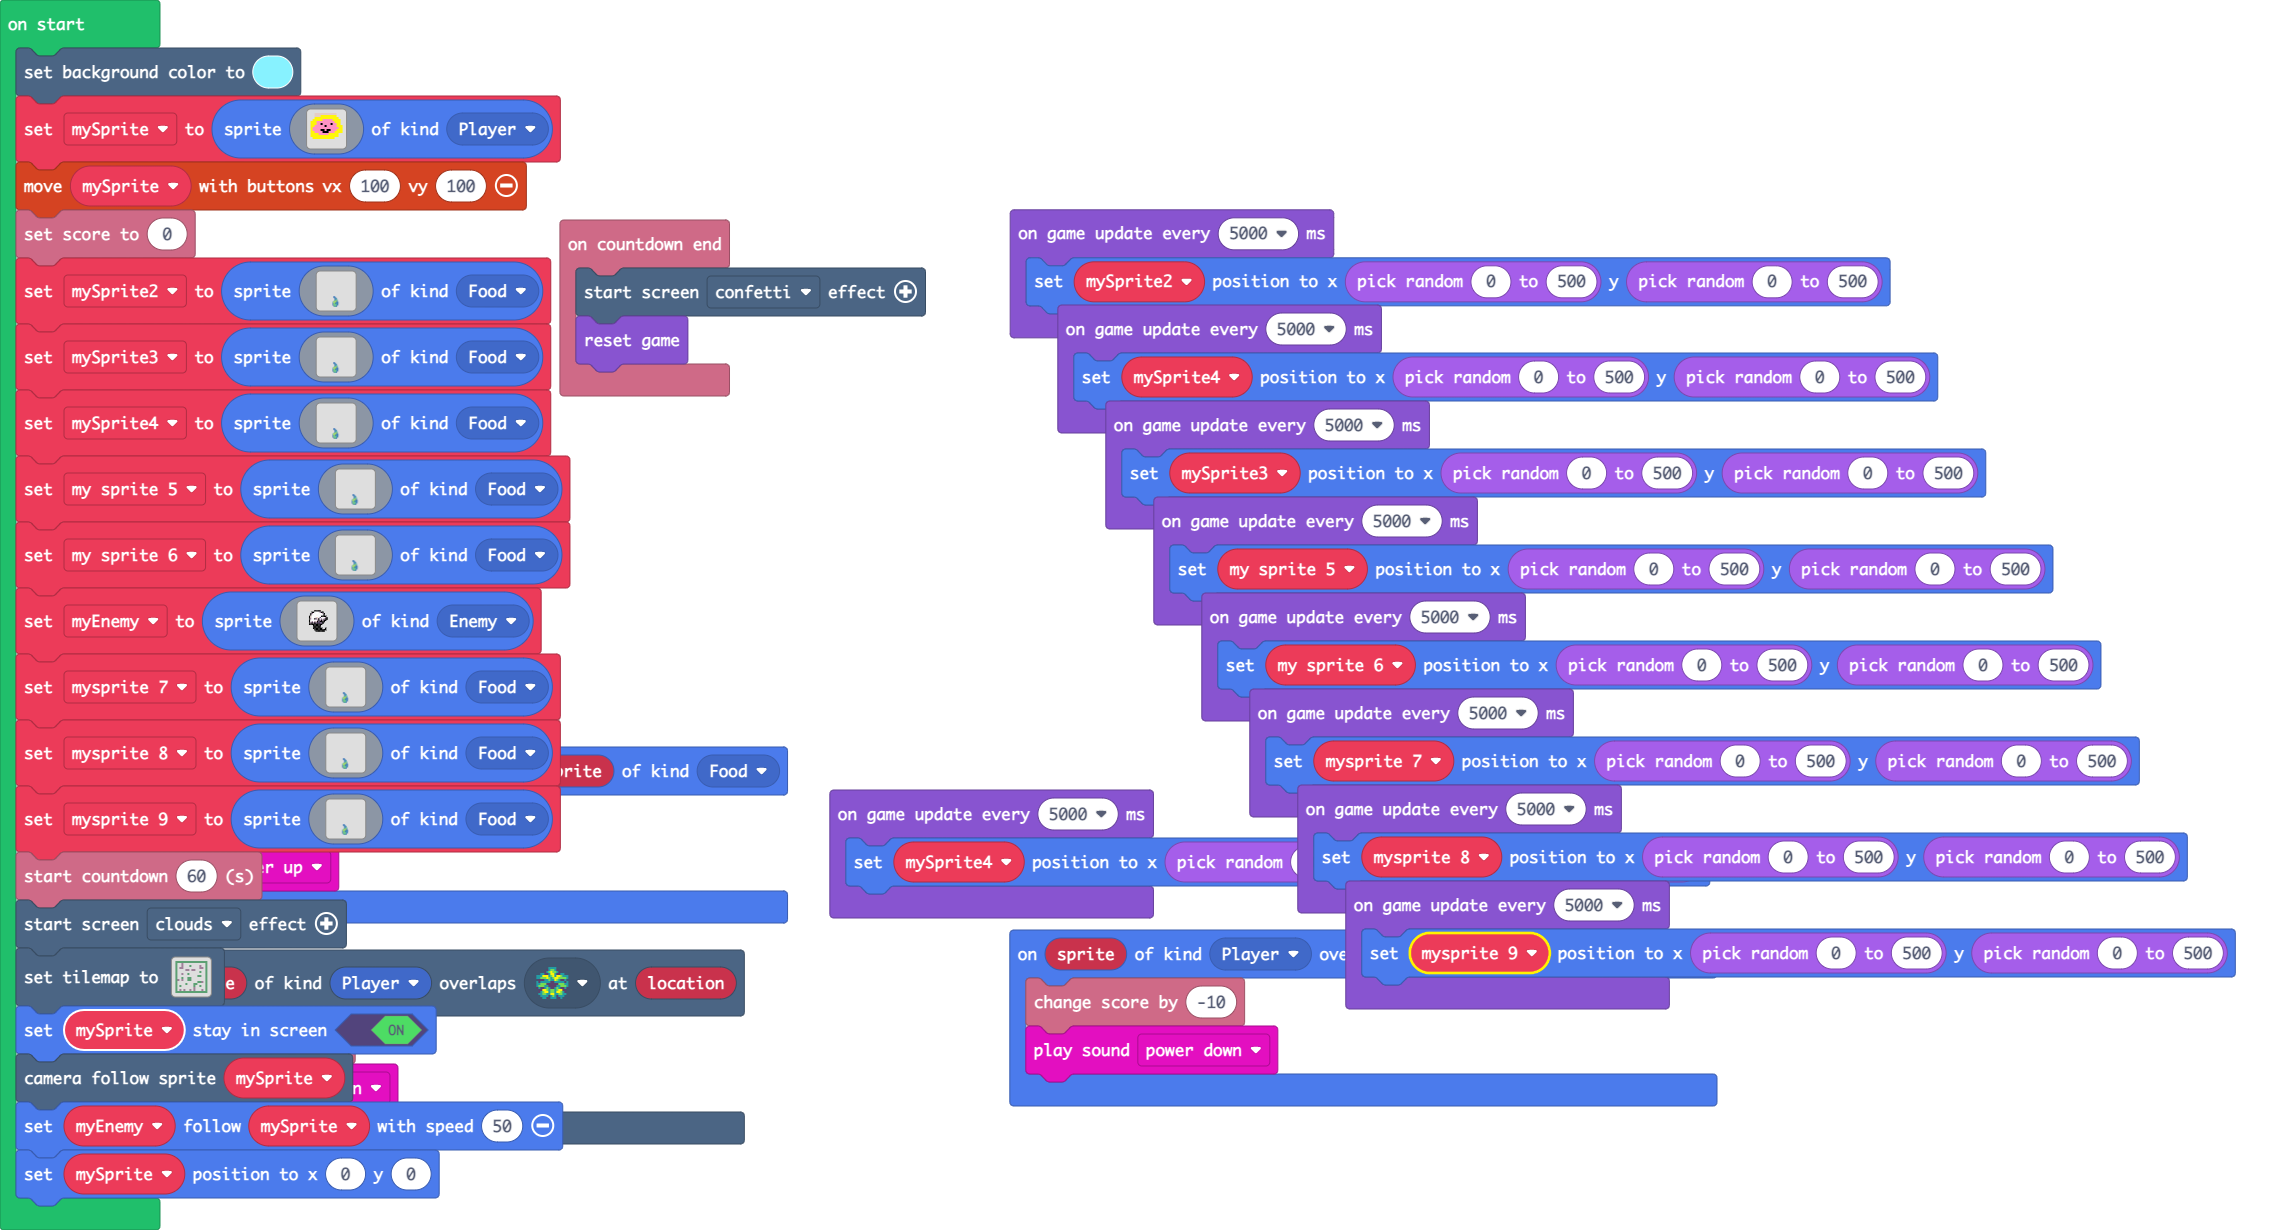 on start
set background color to
set mySprite to sprite of kind Player
move mySprite with buttons vx 100 vy 100
set score to 0
set mySprite2 to sprite of kind Food
set mySprite3 to sprite of kind Food
set mySprite4 to sprite of kind Food
set my sprite 5 to sprite of kind Food
set my sprite 6 to sprite of kind Food
set myEnemy to sprite of kind Enemy
set mysprite 7 to sprite of kind Food
set mysprite 8 to sprite of kind Food
set mysprite 9 to sprite of kind Food
start countdown 60 (s)
start screen clouds effect
set tilemap to
set mySprite stay in screen ON
camera follow sprite mySprite
set myEnemy follow mySprite with speed 50
set mySprite position to x 0 y 0
on countdown end
start screen confetti effect
reset game
of kind Food
up
of kind Player overlaps at location
on game update every 5000 ms
set mySprite4 position to x pick random
on sprite of kind Player
change score by -10
play sound power down
on game update every 5000 ms
set mySprite2 position to x pick random 0 to 500 y pick random 0 to 500
on game update every 5000 ms
set mySprite4 position to x pick random 0 to 500 y pick random 0 to 500
on game update every 5000 ms
set mySprite3 position to x pick random 0 to 500 y pick random 0 to 500
on game update every 5000 ms
set my sprite 5 position to x pick random 0 to 500 y pick random 0 to 500
on game update every 5000 ms
set my sprite 6 position to x pick random 0 to 500 y pick random 0 to 500
on game update every 5000 ms
set mysprite 7 position to x pick random 0 to 500 y pick random 0 to 500
on game update every 5000 ms
set mysprite 8 position to x pick random 0 to 500 y pick random 0 to 500
on game update every 5000 ms
set mysprite 9 position to x pick random 0 to 500 y pick random 0 to 500